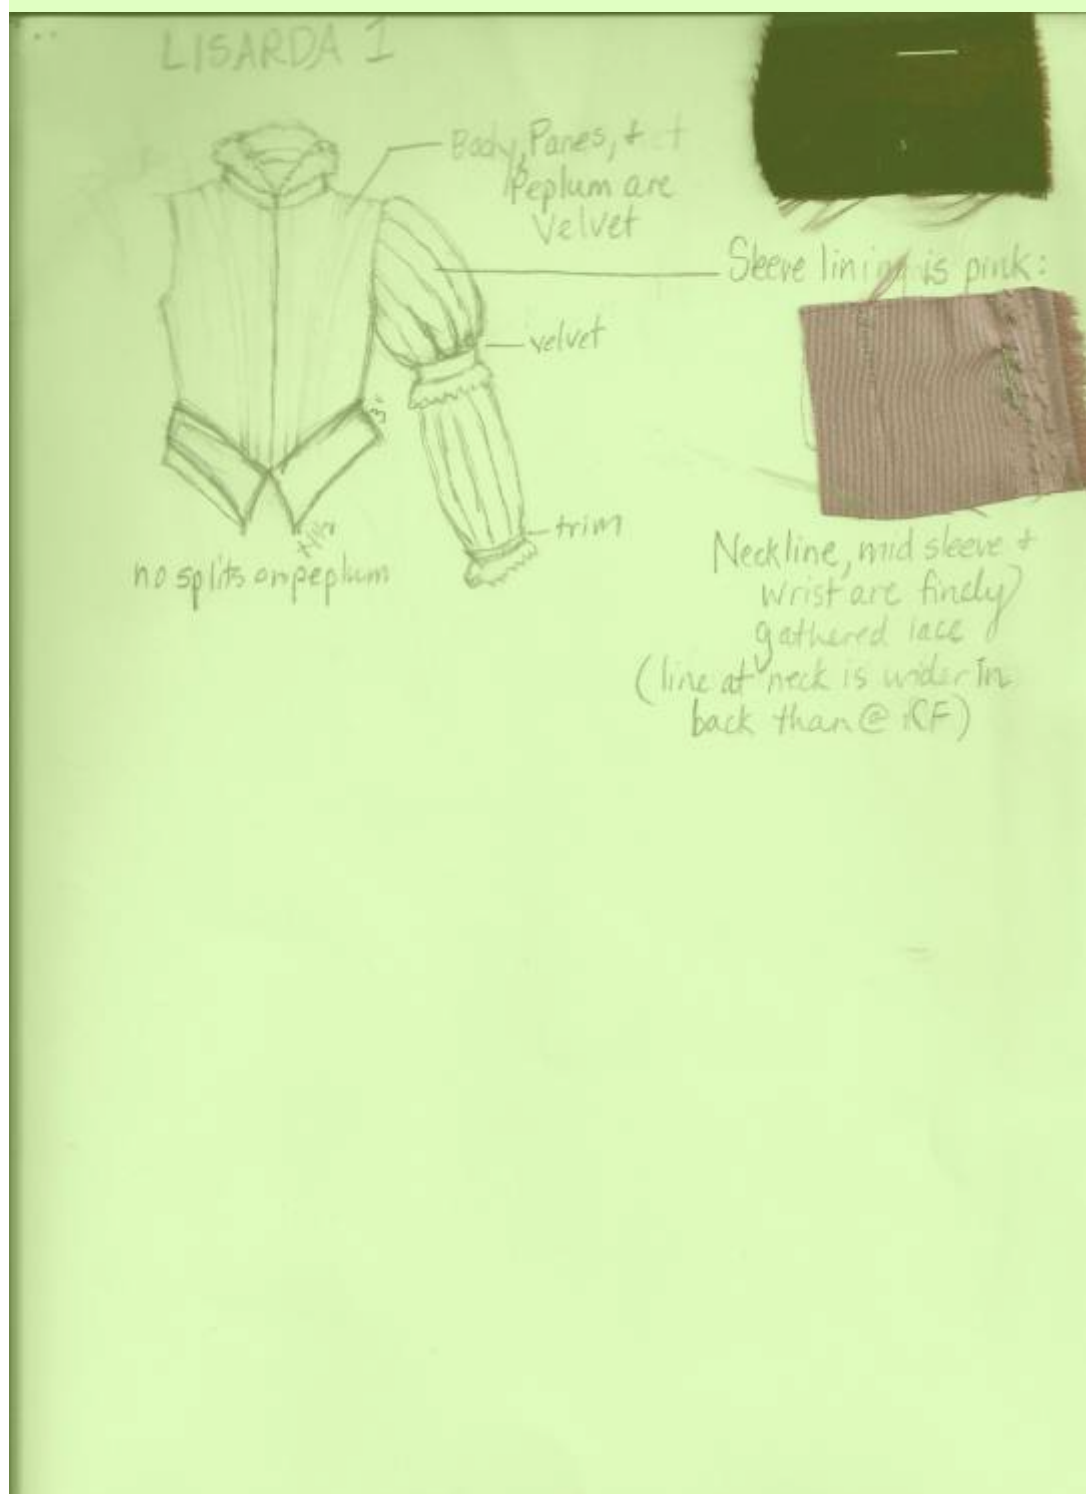 LISARDA 1
Body, Panes, +
Peplum are
Velvet
Sleeve lining is pink:
velvet
3"
trim
no splits on peplum
Neckline, mid sleeve +
wrist are finely
gathered lace
(line at neck is wider in
back than @ CF)